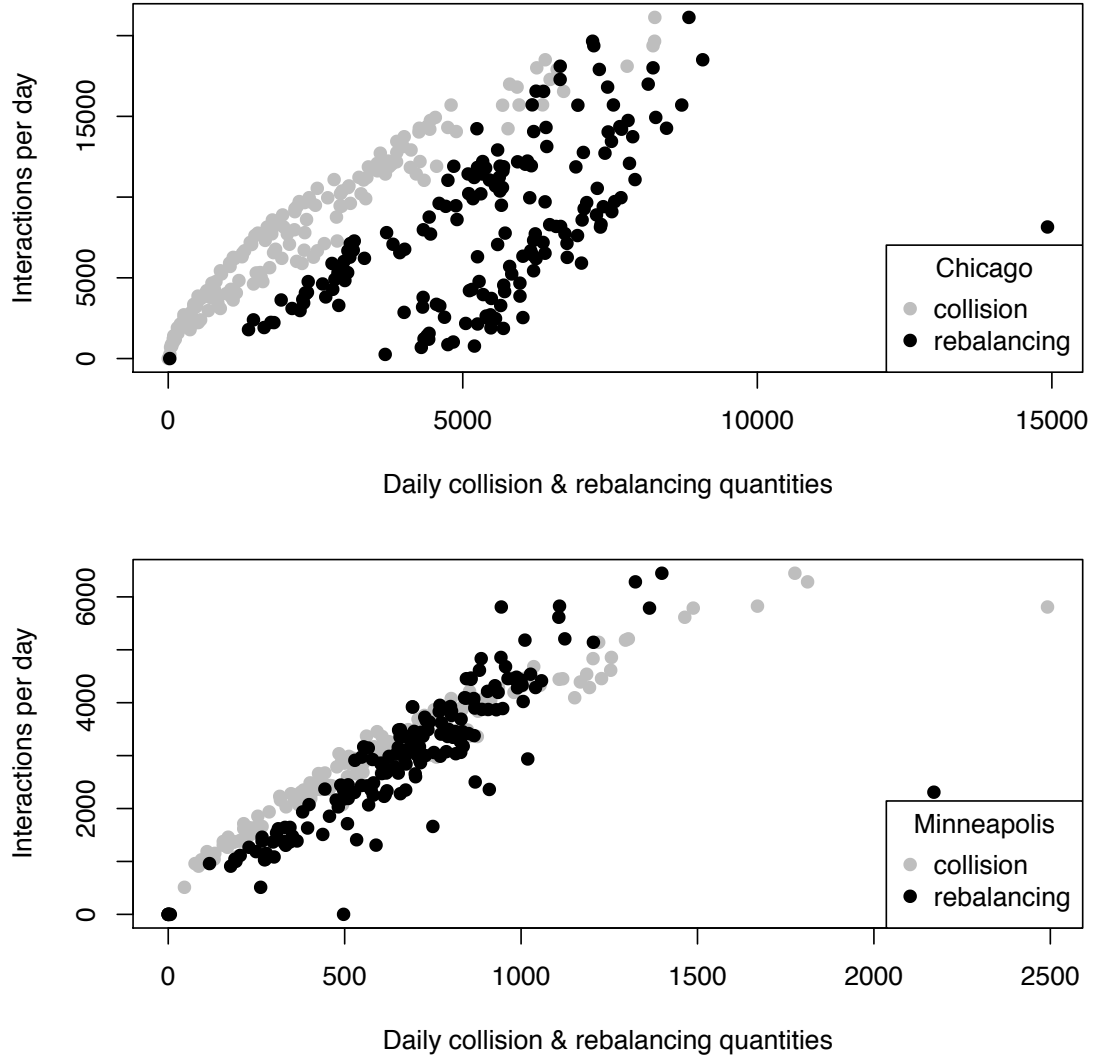 Interactions per day
15000
5000
0
Chicago
collision
rebalancing
0 5000 10000 15000
Daily collision & rebalancing quantities
Interactions per day
6000
4000
2000
0
Minneapolis
collision
rebalancing
0 500 1000 1500 2000 2500
Daily collision & rebalancing quantities